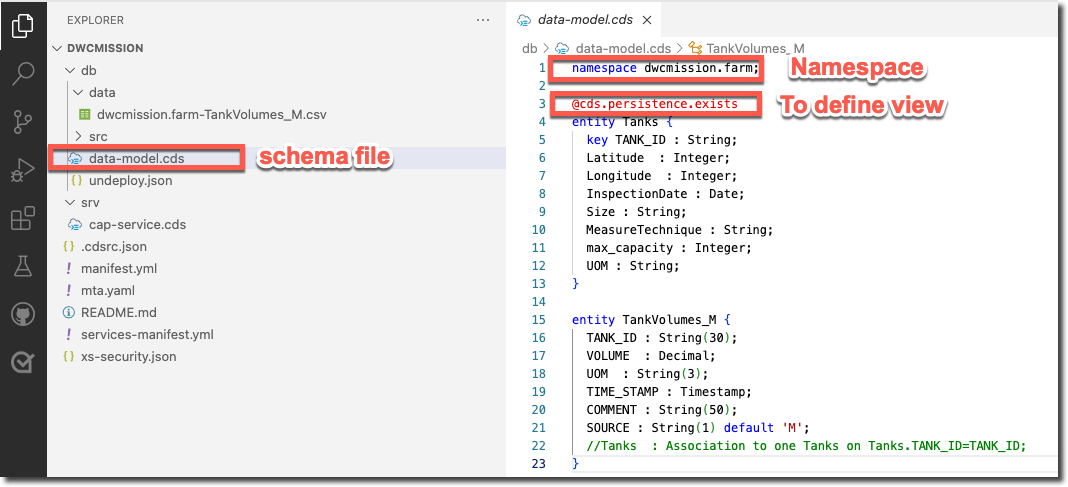 EXPLORER
DWCMISSION
db
data
dwcmission.farm-TankVolumes_M.csv
src
data-model.cds
schema file
undeploy.json
srv
cap-service.cds
.cdsrc.json
manifest.yml
mta.yaml
README.md
services-manifest.yml
xs-security.json
data-model.cds
db > data-model.cds > TankVolumes_M
1 namespace dwcmission.farm;
Namespace
2
3 @cds.persistence.exists
To define view
4 entity Tanks {
5 key TANK_ID : String;
6 Latitude : Integer;
7 Longitude : Integer;
8 InspectionDate : Date;
9 Size : String;
10 MeasureTechnique : String;
11 max_capacity : Integer;
12 UOM : String;
13 }
14
15 entity TankVolumes_M {
16 TANK_ID : String(30);
17 VOLUME : Decimal;
18 UOM : String(3);
19 TIME_STAMP : Timestamp;
20 COMMENT : String(50);
21 SOURCE : String(1) default 'M';
22 //Tanks : Association to one Tanks on Tanks.TANK_ID=TANK_ID;
23 }